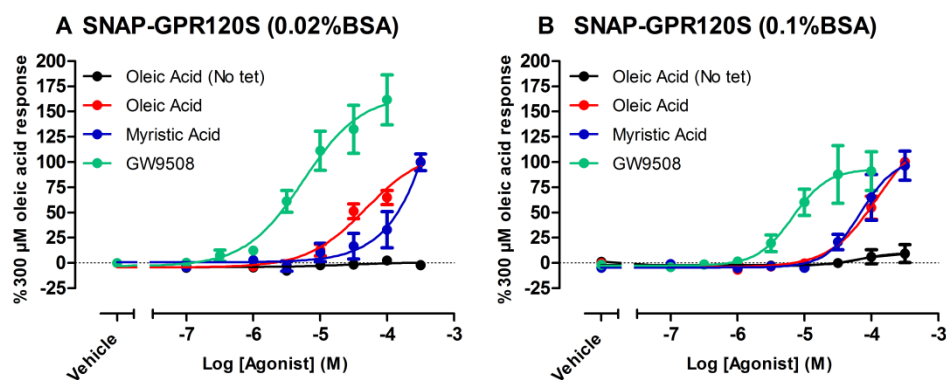 A SNAP-GPR120S (0.02%BSA)
%300 µM oleic acid response
200
175
150
125
100
75
50
25
0
-25
Oleic Acid (No tet)
Oleic Acid
Myristic Acid
GW9508
Vehicle
-7
-6
-5
-4
-3
Log [Agonist] (M)
B SNAP-GPR120S (0.1%BSA)
%300 µM oleic acid response
200
175
150
125
100
75
50
25
0
-25
Oleic Acid (No tet)
Oleic Acid
Myristic Acid
GW9508
Vehicle
-7
-6
-5
-4
-3
Log [Agonist] (M)